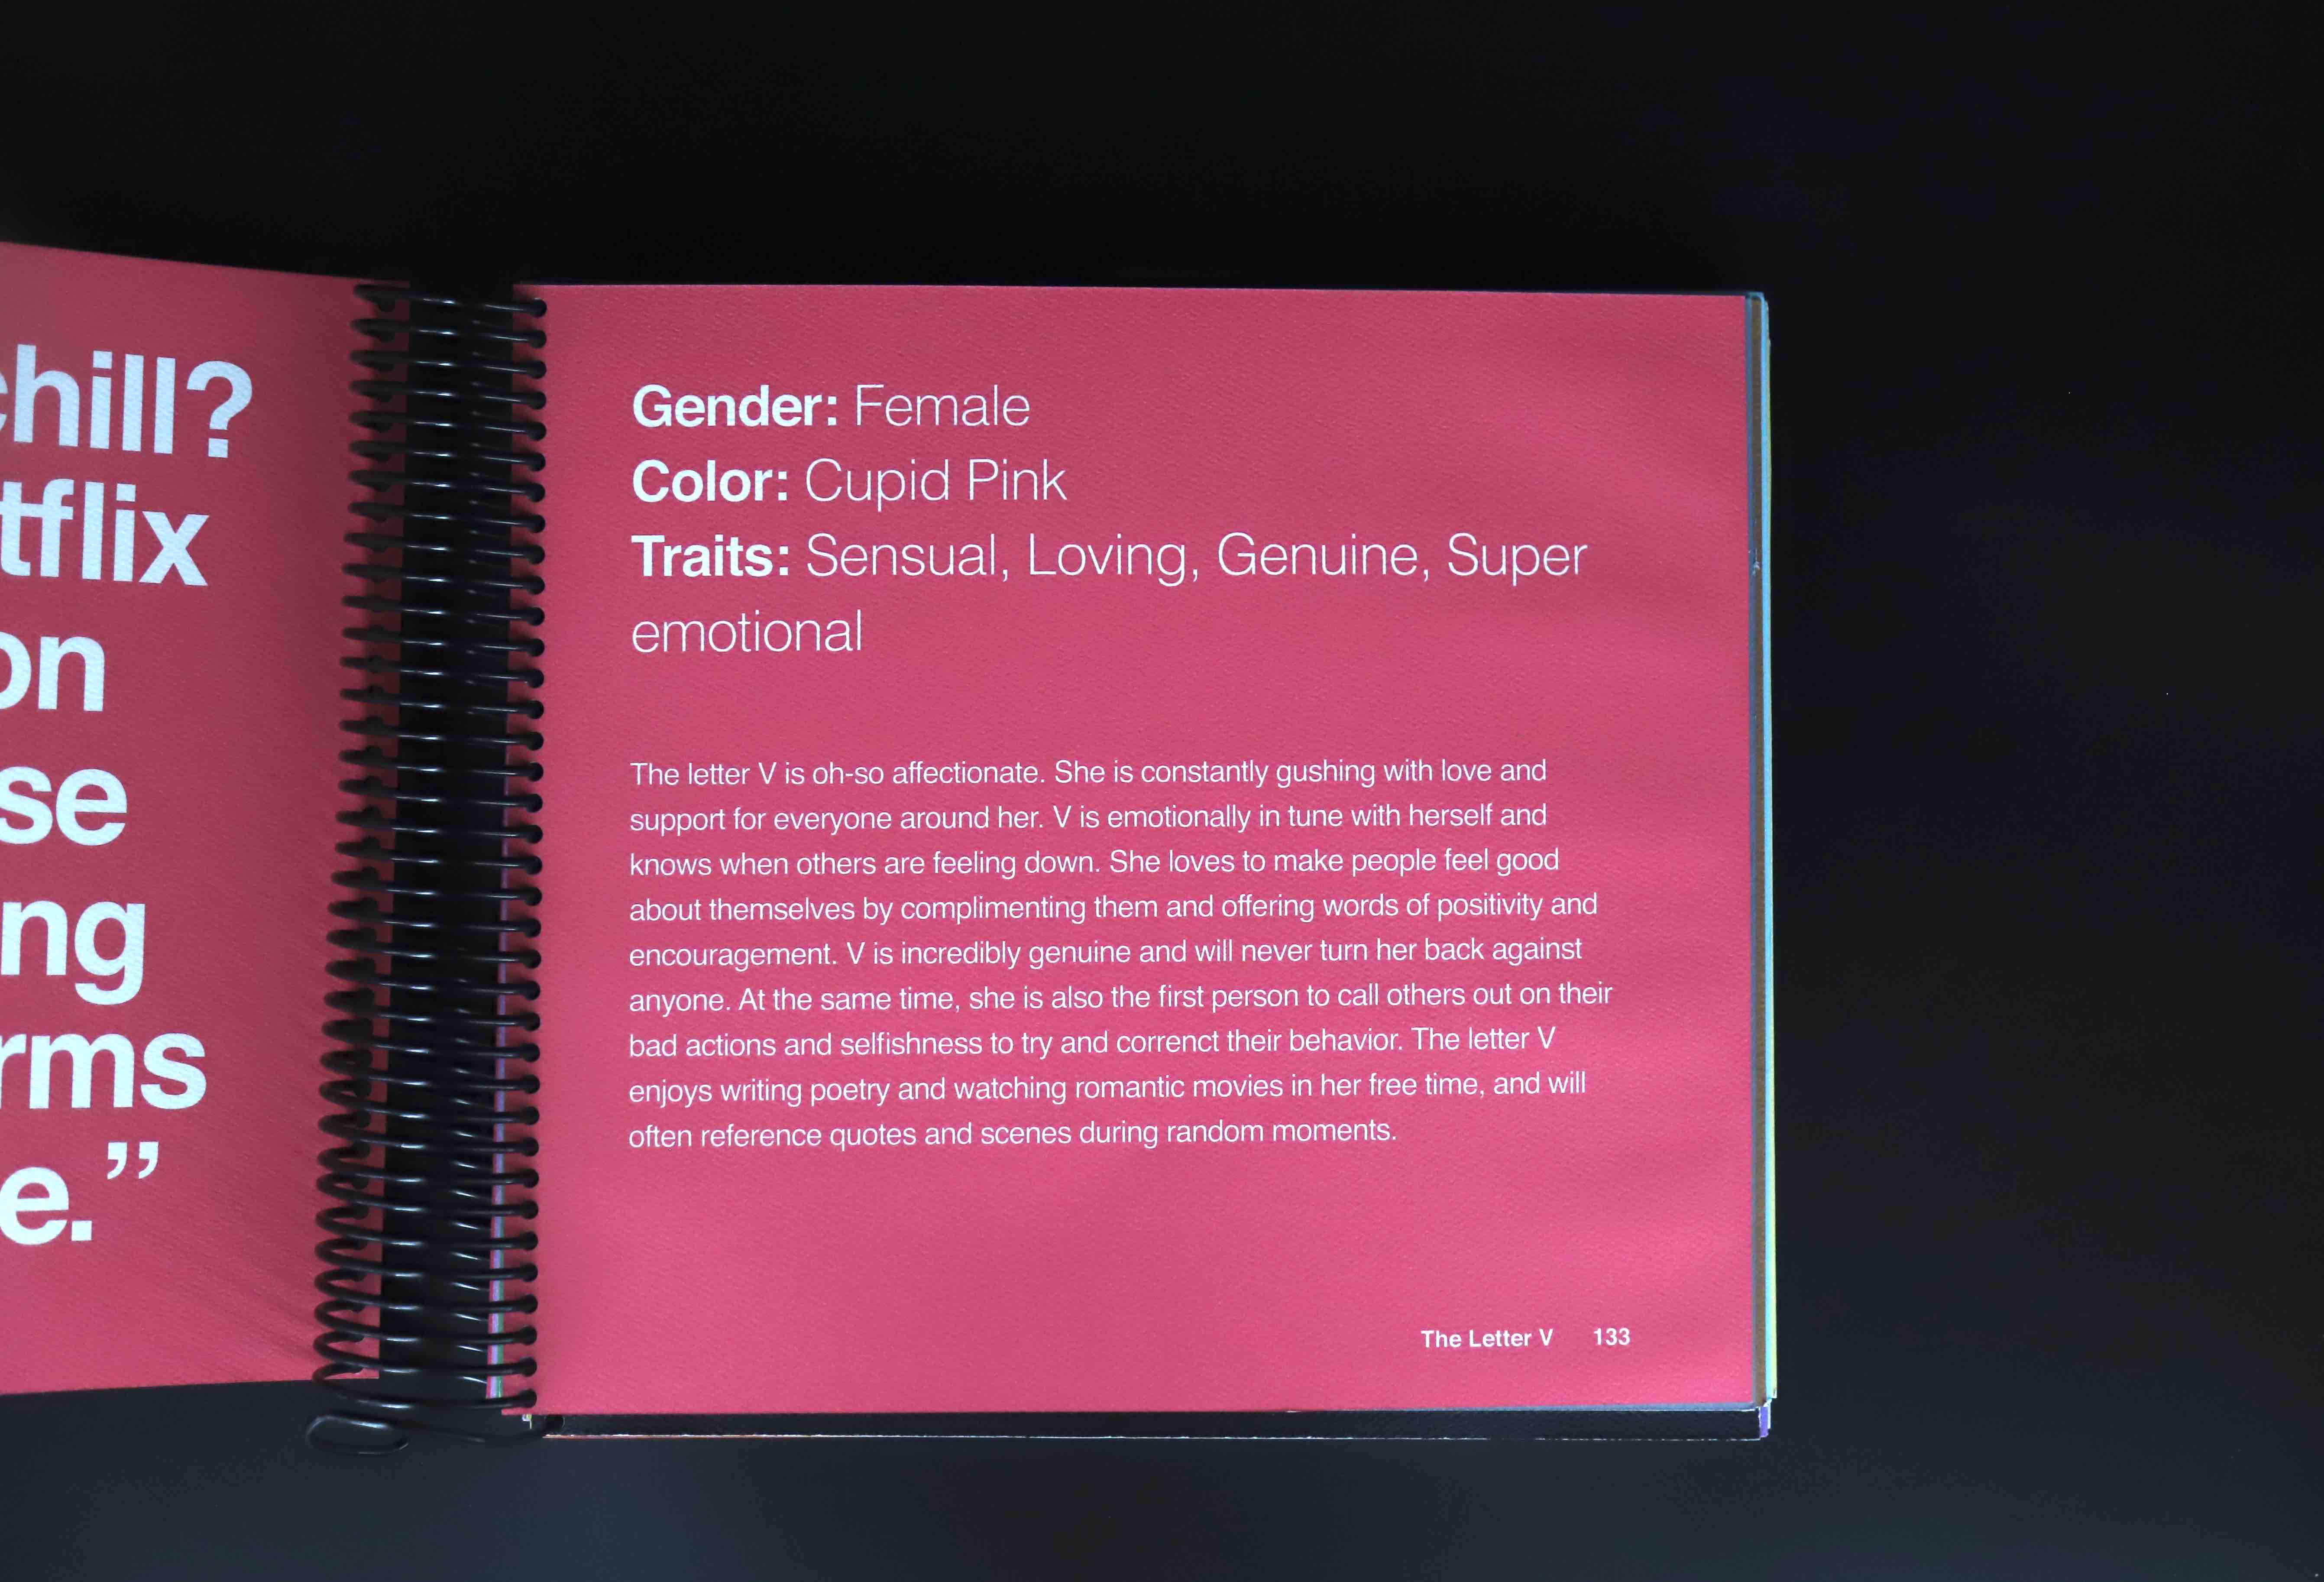 chill?
tflix
on
se
ng
rms
e.”
Gender: Female
Color: Cupid Pink
Traits: Sensual, Loving, Genuine, Super
emotional
The letter V is oh-so affectionate. She is constantly gushing with love and
support for everyone around her. V is emotionally in tune with herself and
knows when others are feeling down. She loves to make people feel good
about themselves by complimenting them and offering words of positivity and
encouragement. V is incredibly genuine and will never turn her back against
anyone. At the same time, she is also the first person to call others out on their
bad actions and selfishness to try and correnct their behavior. The letter V
enjoys writing poetry and watching romantic movies in her free time, and will
often reference quotes and scenes during random moments.
The Letter V 133